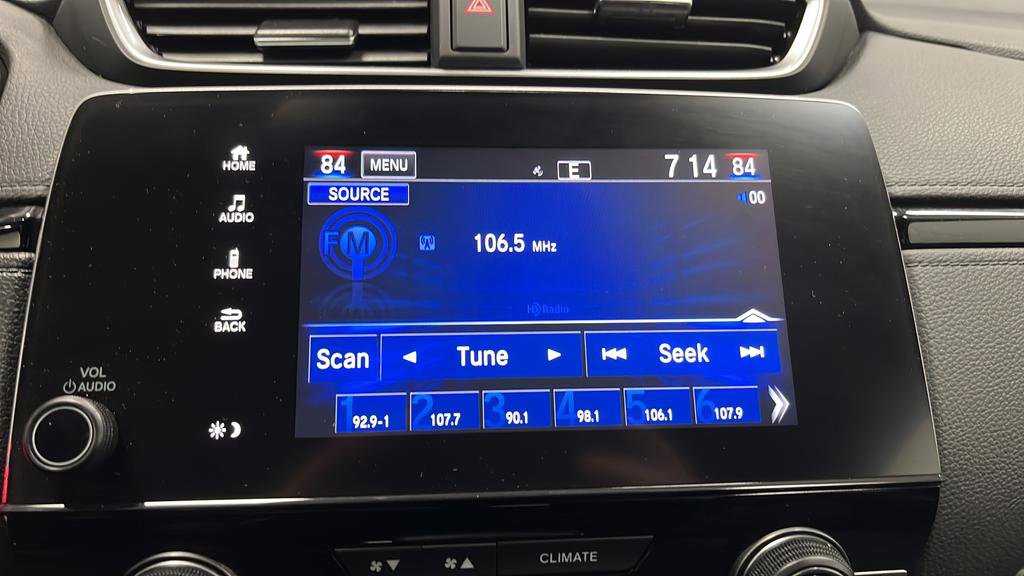 HOME
AUDIO
PHONE
BACK
VOL
AUDIO
84 MENU E 7 14 84
SOURCE 00
FM 106.5 MHz
HD Radio
Scan Tune Seek
1 92.9-1 2 107.7 3 90.1 4 98.1 5 106.1 6 107.9
CLIMATE